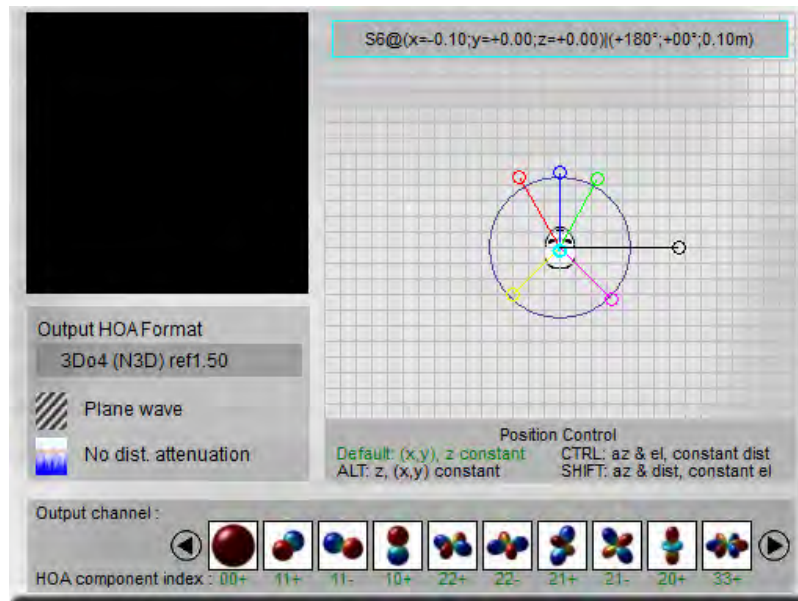 S6@(x=-0.10;y=+0.00;z=+0.00)|(+180°;+00°;0.10m)
Output HOA Format
3Do4 (N3D) ref1.50
Plane wave
No dist. attenuation
Position Control
Default: (x,y), z constant CTRL: az & el, constant dist
ALT: z, (x,y) constant SHIFT: az & dist, constant el
Output channel :
HOA component index : 00+ 11+ 11- 10+ 22+ 22- 21+ 21- 20+ 33+